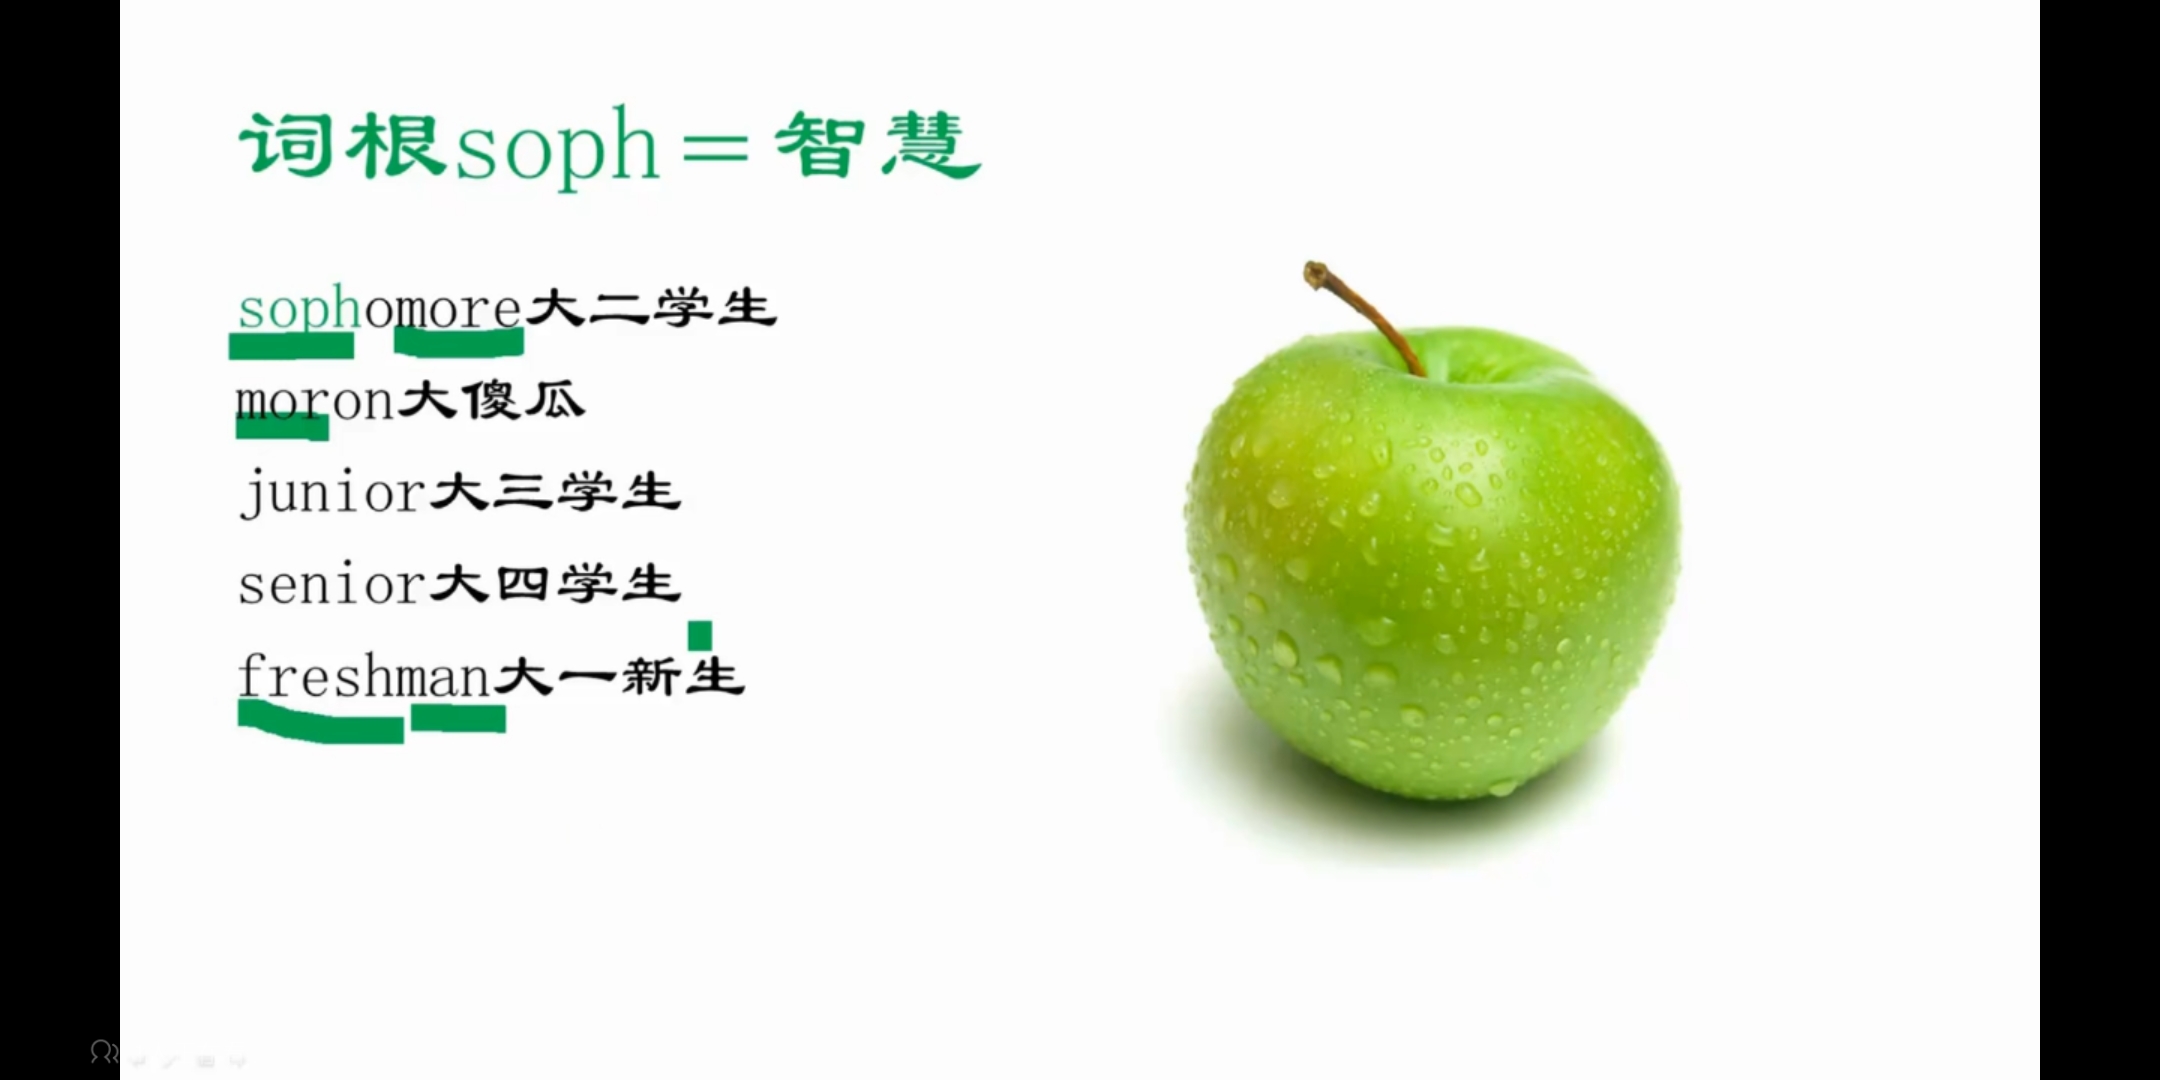 词根soph＝智慧
sophomore大二学生
moron大傻瓜
junior大三学生
senior大四学生
freshman大一新生